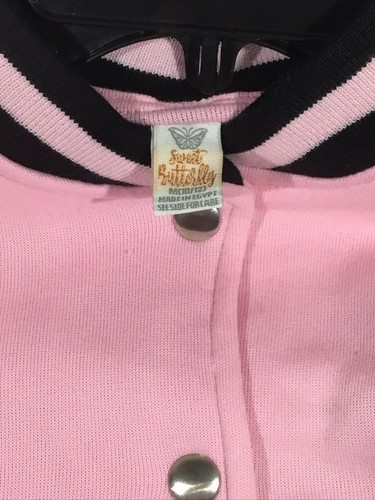 Sweet
Butterfly
M(10/12)
MADE IN EGYPT
SEE SIDE FOR CARE